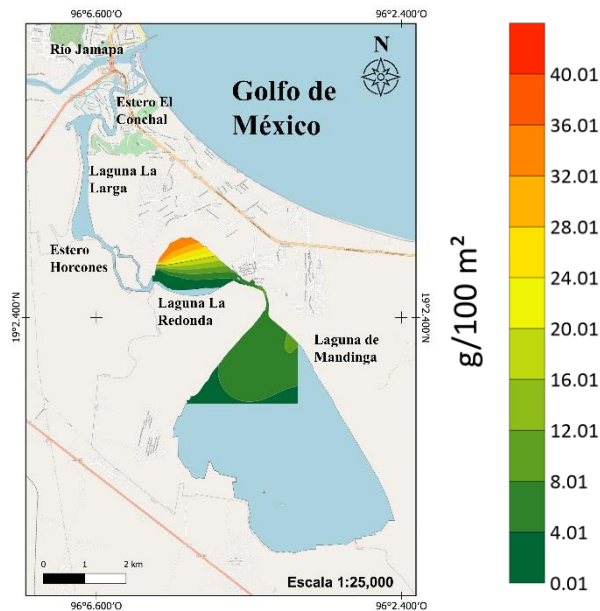 96°6.600'O
96°2.400'O
Río Jamapa
N
Estero El
Conchal
Golfo de
México
Laguna La
Larga
Estero
Horcones
Laguna La
Redonda
Laguna de
Mandinga
19°2.400'N
19°2.400'N
0 1 2 km
Escala 1:25,000
96°6.600'O
96°2.400'O
g/100 m²
40.01
36.01
32.01
28.01
24.01
20.01
16.01
12.01
8.01
4.01
0.01